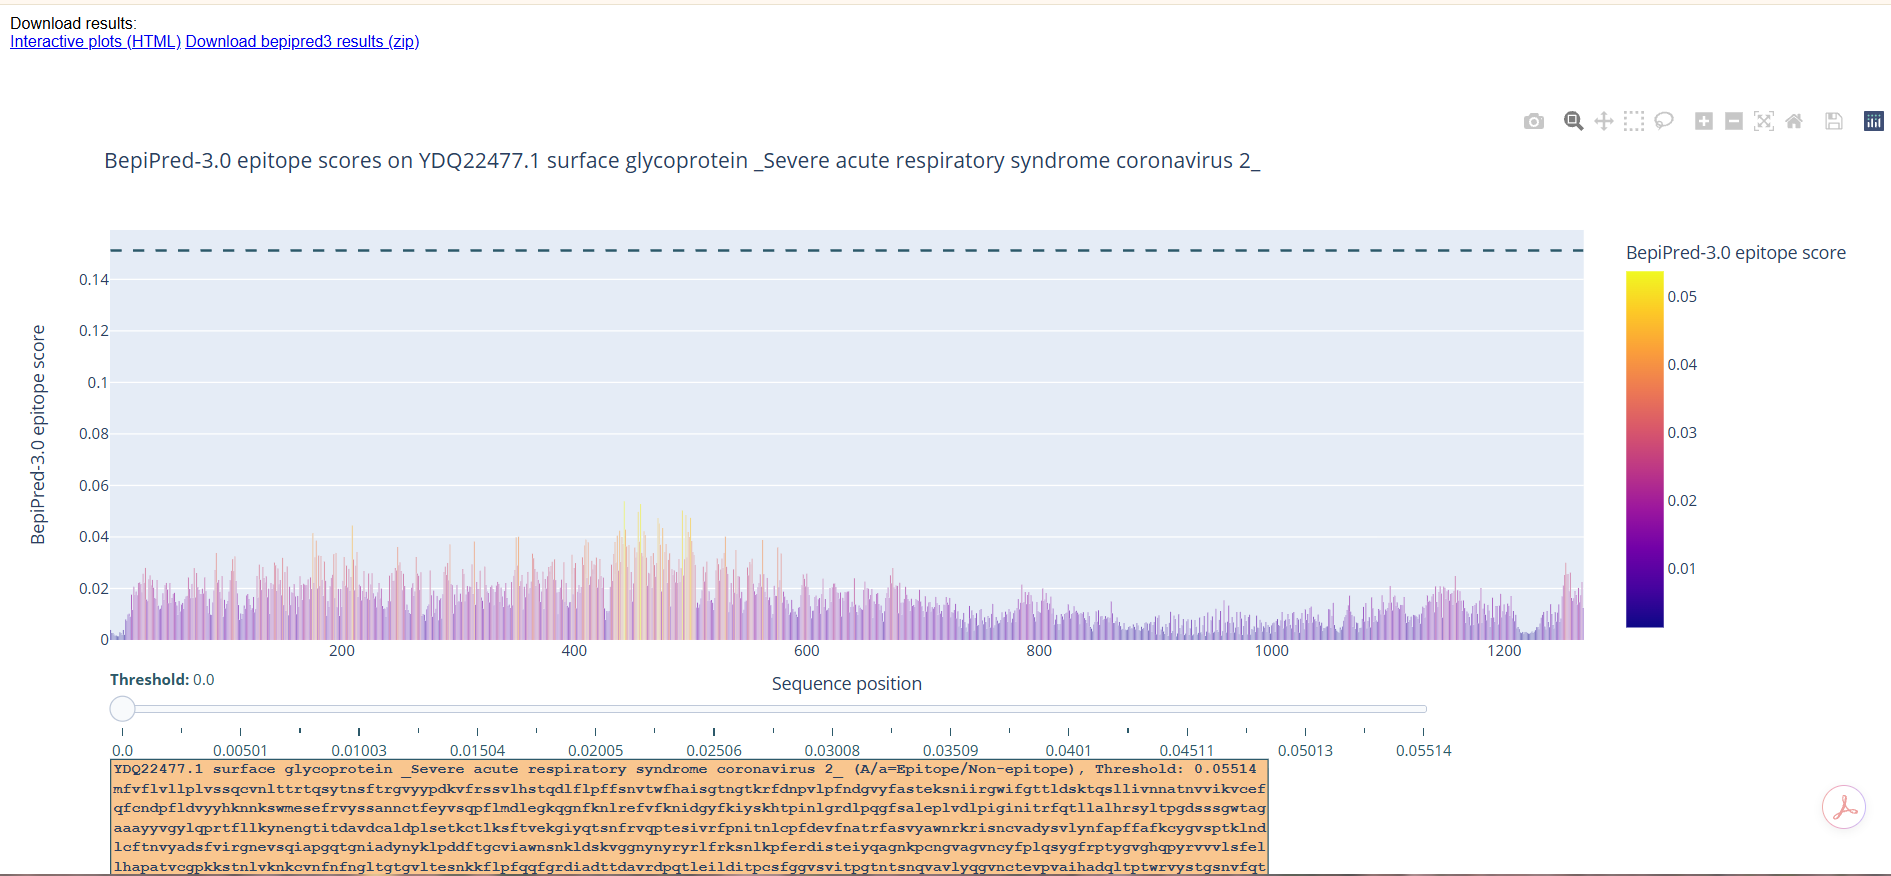 Download results:
Interactive plots (HTML) Download bepipred3 results (zip)
BepiPred-3.0 epitope scores on YDQ22477.1 surface glycoprotein _Severe acute respiratory syndrome coronavirus 2_
BepiPred-3.0 epitope score
0.14
0.12
0.1
0.08
0.06
0.04
0.02
0
200 400 600 800 1000 1200
Sequence position
BepiPred-3.0 epitope score
0.05
0.04
0.03
0.02
0.01
Threshold: 0.0
0.0 0.00501 0.01003 0.01504 0.02005 0.02506 0.03008 0.03509 0.0401 0.04511 0.05013 0.05514
YDQ22477.1 surface glycoprotein _Severe acute respiratory syndrome coronavirus 2_ (A/a=Epitope/Non-epitope), Threshold: 0.05514
mfvflvllplvssqcvnlttrtqsytnsftrgvyypdkvfrssvlhstqdlflpffsnvtwfhaisgtngtkrfdnpvlpfndgvyfasteksniirgwifgttldsktqsllivnnatnvvikvcef
qfcndpfldvyyhknnkswmesefrvyssannctfeyvsqpflmdlegkqgnfknlrefvfknidgyfkiyskhtpinlgrdlpqgfsaleplvdlpiginitrfqtllalhrsyltpgdsssgwtag
aaayyvgylqprtfllkynengtitdavdcaldplsetkctlksftvekgiyqtsnfrvqptesivrfpnitnlcpfdevfnatrfasvyawnrkrisncvadysvlynfapffafkcygvsptklnd
lcftnvyadsfvirgnevsqiapgqtgniadynyklpddftgcviawnsnkldskvggnynyryrlfrksnlkpferdisteiyqagnkpcngvagvncyfplqsygfrptygvghqpyrvvvlsfel
lhapatvcgpkkstnlvknkcvnfnfngltgtgvltesnkkflpfqqfgrdiadttdavrdpqtleilditpcsfggvsvitpgtntsnqvavlyqgvnctevpvaihadqltptwrvystgsnvfqt